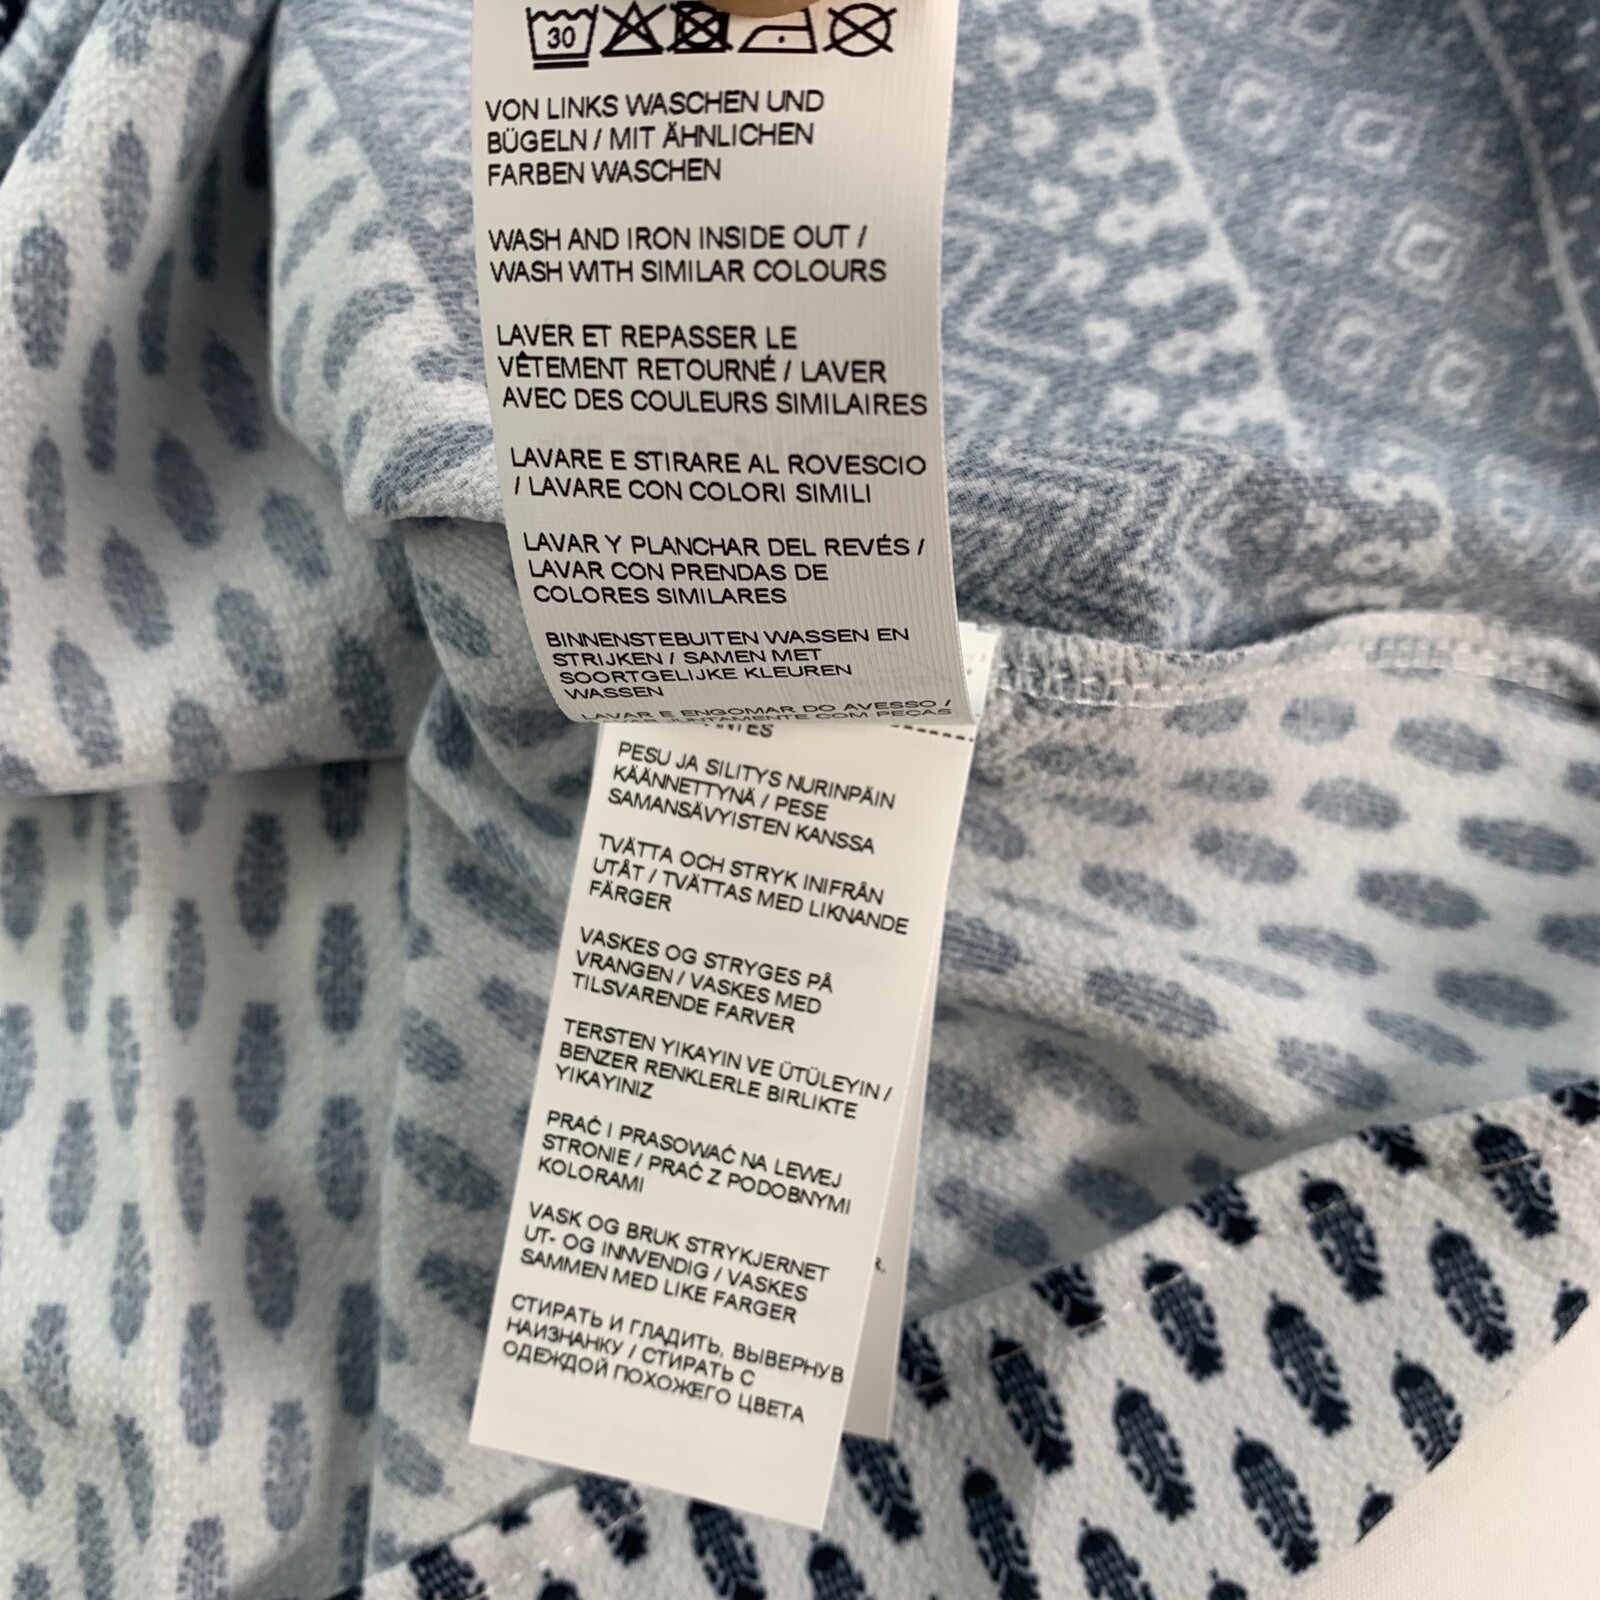 30
VON LINKS WASCHEN UND
BÜGELN / MIT ÄHNLICHEN
FARBEN WASCHEN
WASH AND IRON INSIDE OUT /
WASH WITH SIMILAR COLOURS
LAVER ET REPASSER LE
VÊTEMENT RETOURNÉ / LAVER
AVEC DES COULEURS SIMILAIRES
LAVARE E STIRARE AL ROVESCIO
/ LAVARE CON COLORI SIMILI
LAVAR Y PLANCHAR DEL REVÉS /
LAVAR CON PRENDAS DE
COLORES SIMILARES
BINNENSTEBUITEN WASSEN EN
STRIJKEN / SAMEN MET
SOORTGELIJKE KLEUREN
WASSEN
LAVAR E ENGOMAR DO AVESSO /
LAVAR JUNTAMENTE COM PEÇAS
PESU JA SILITYS NURINPÄIN
KÄÄNNETTYNÄ / PESE
SAMANSÄVYISTEN KANSSA
TVÄTTA OCH STRYK INIFRÅN
UTÅT / TVÄTTAS MED LIKNANDE
FÄRGER
VASKES OG STRYGES PÅ
VRANGEN / VASKES MED
TILSVARENDE FARVER
TERSTEN YIKAYIN VE ÜTÜLEYIN /
BENZER RENKLERLE BIRLIKTE
YIKAYINIZ
PRAĆ I PRASOWAĆ NA LEWEJ
STRONIE / PRAĆ Z PODOBNYMI
KOLORAMI
VASK OG BRUK STRYKJERNET
UT- OG INNVENDIG / VASKES
SAMMEN MED LIKE FARGER
СТИРАТЬ И ГЛАДИТЬ, ВЫВЕРНУВ
НАИЗНАНКУ / СТИРАТЬ С
ОДЕЖДОЙ ПОХОЖЕГО ЦВЕТА